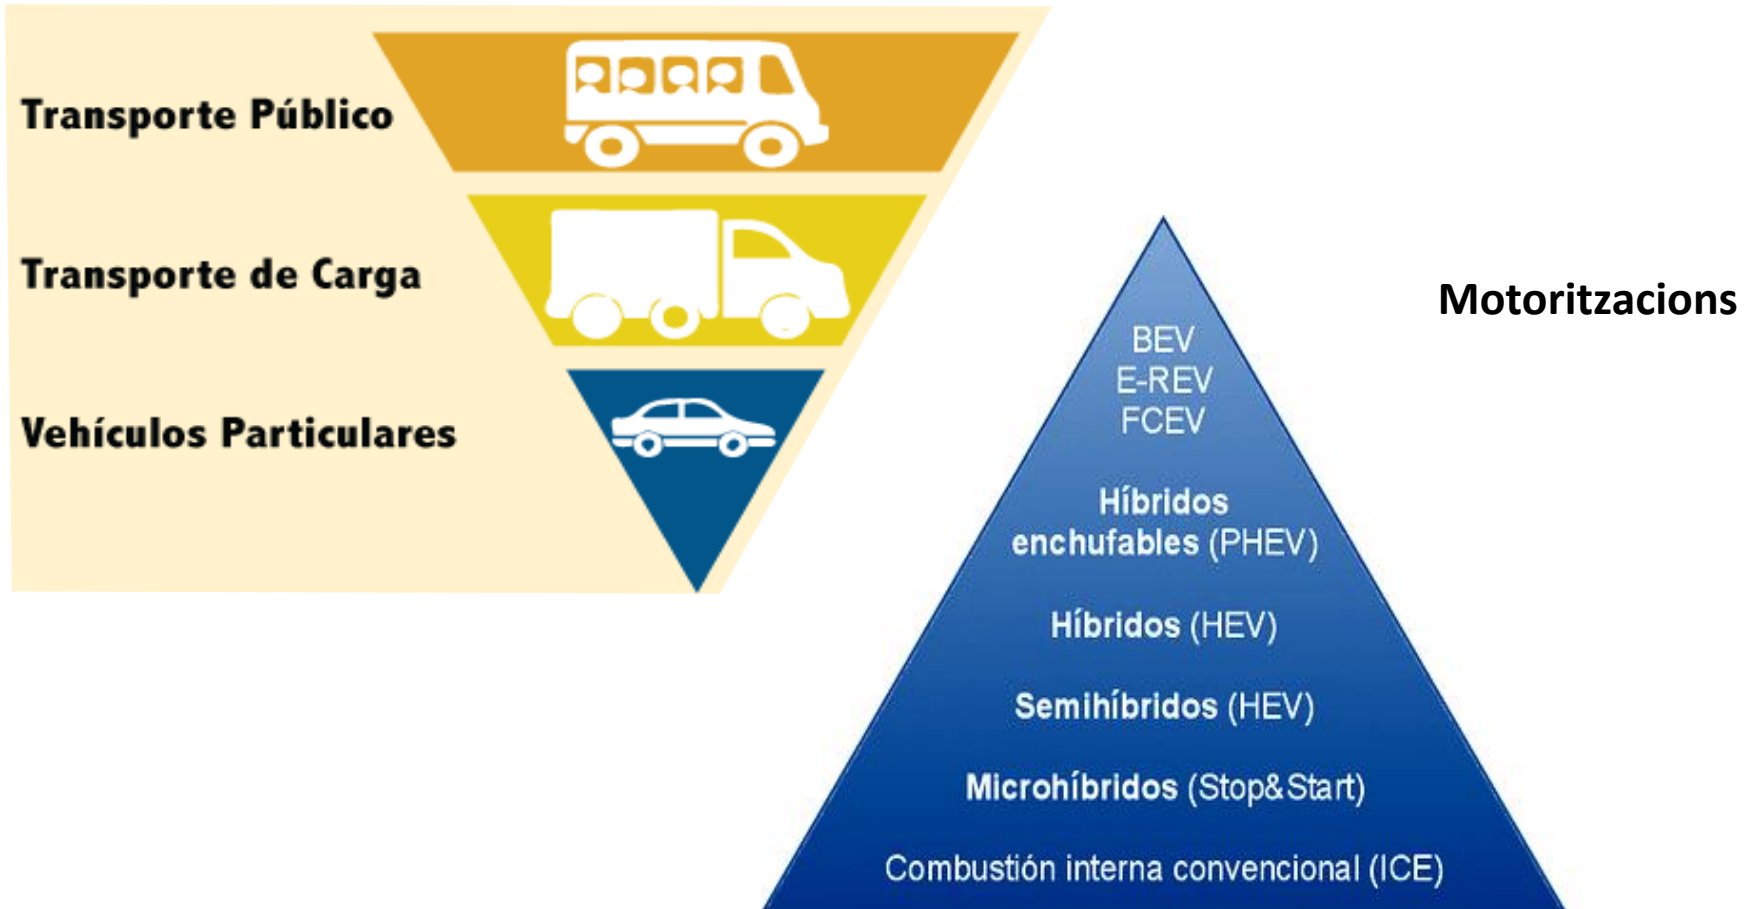 Transporte Público
Transporte de Carga
Vehículos Particulares
Motoritzacions
BEV
E-REV
FCEV
Híbridos
enchufables (PHEV)
Híbridos (HEV)
Semihíbridos (HEV)
Microhíbridos (Stop&Start)
Combustión interna convencional (ICE)